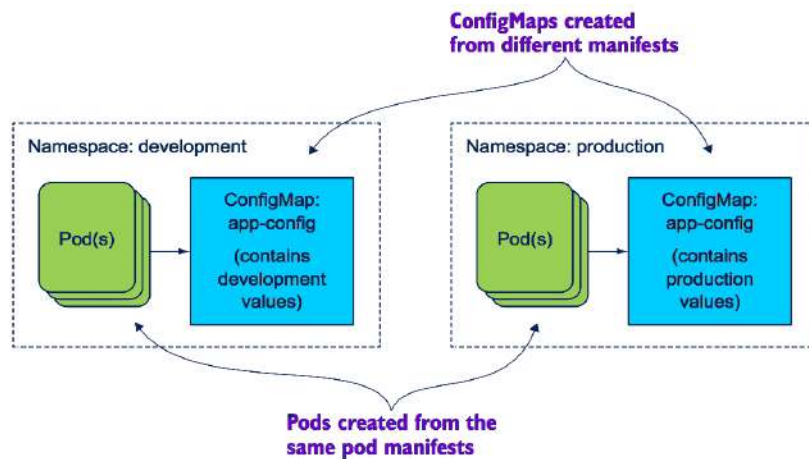 ConfigMaps created
from different manifests
Namespace: development
Pod(s)
ConfigMap:
app-config
(contains
development
values)
Namespace: production
Pod(s)
ConfigMap:
app-config
(contains
production
values)
Pods created from the
same pod manifests